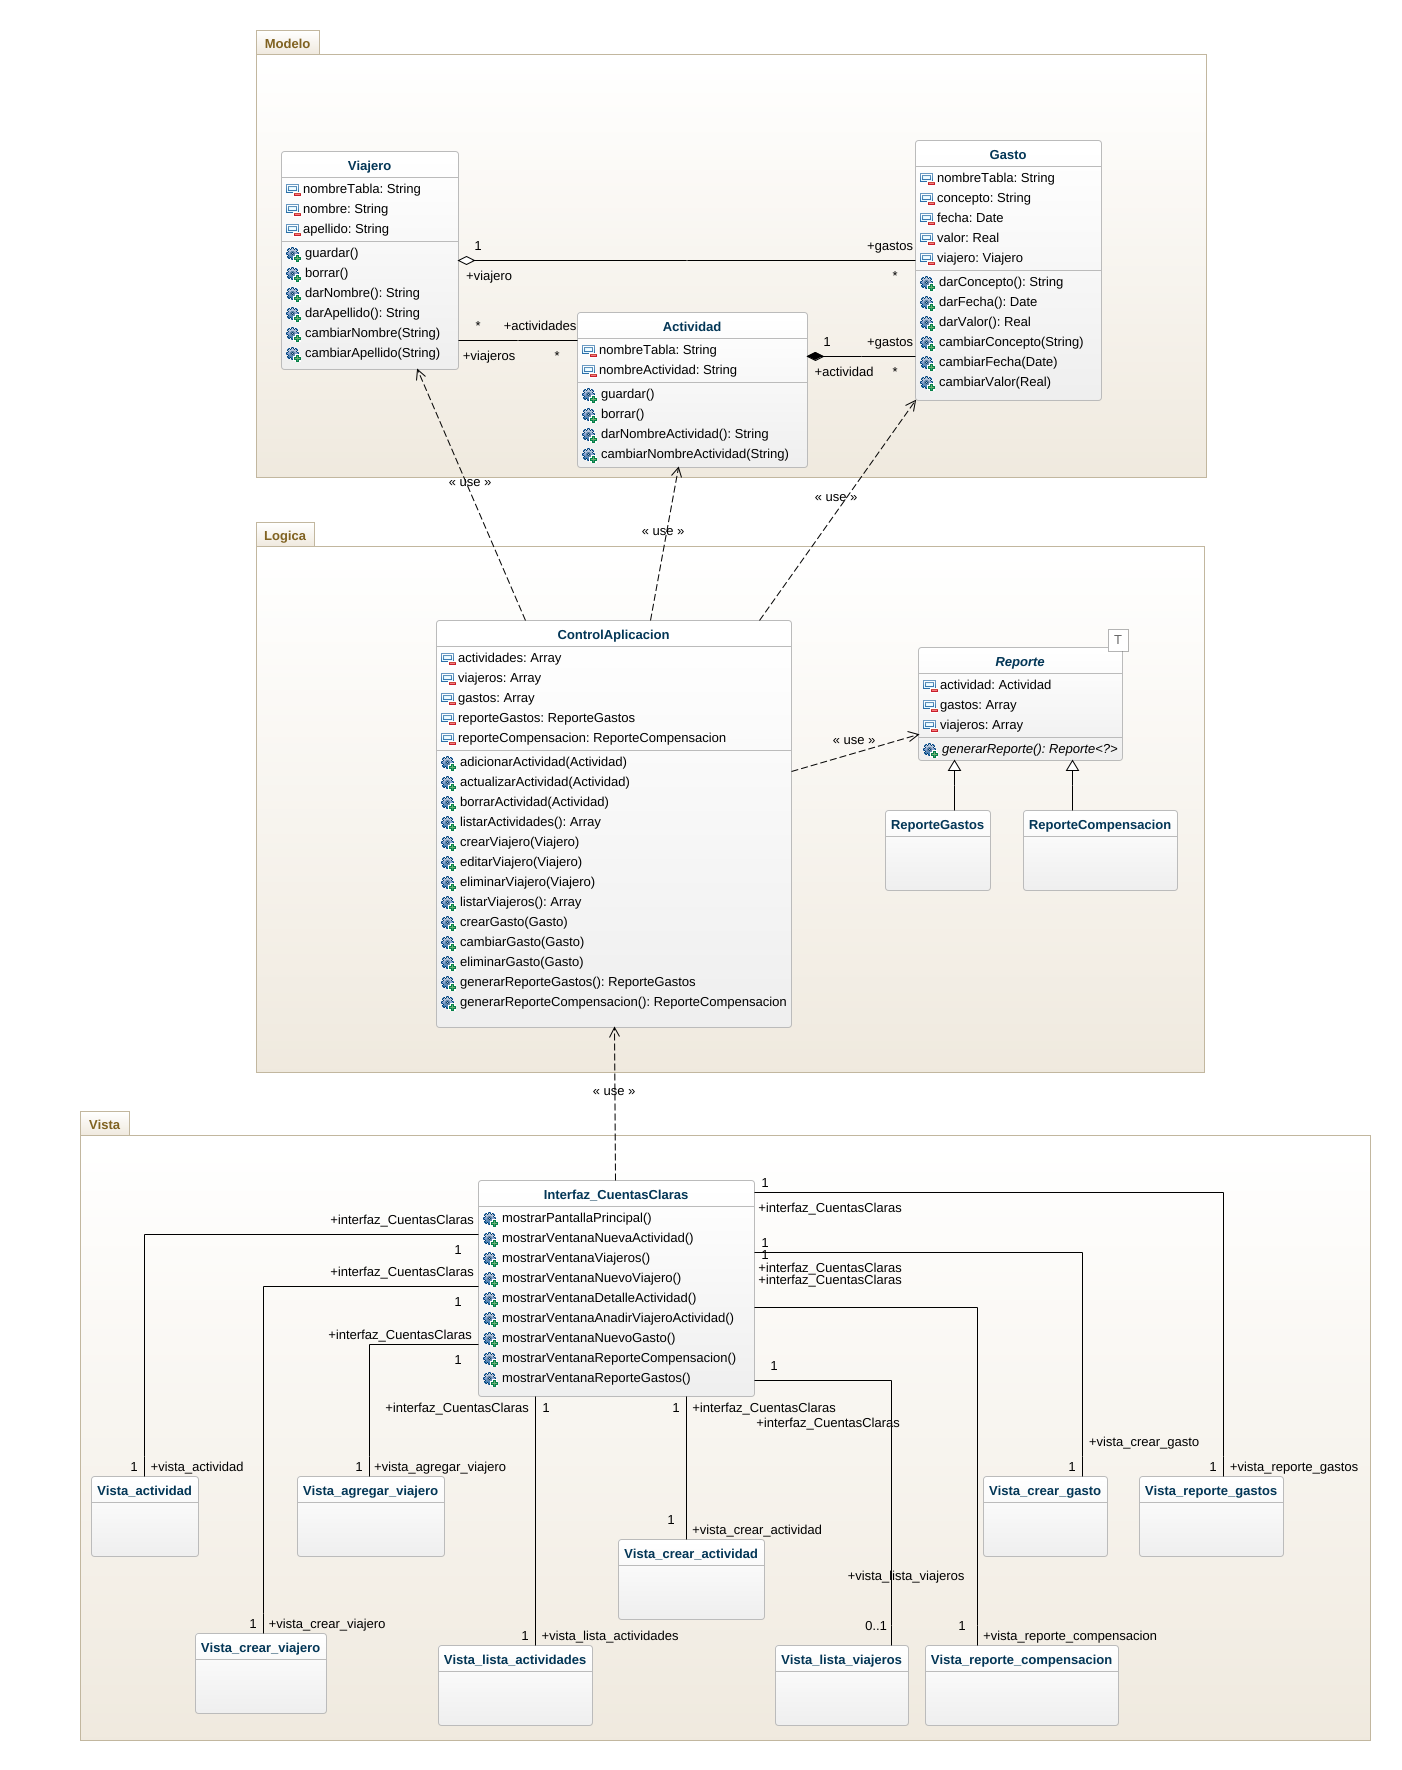 Modelo
Viajero
nombreTabla: String
nombre: String
apellido: String
guardar()
borrar()
darNombre(): String
darApellido(): String
cambiarNombre(String)
cambiarApellido(String)
Gasto
nombreTabla: String
concepto: String
fecha: Date
valor: Real
viajero: Viajero
darConcepto(): String
darFecha(): Date
darValor(): Real
cambiarConcepto(String)
cambiarFecha(Date)
cambiarValor(Real)
1
+gastos
+viajero
*
* +actividades
+viajeros *
Actividad
nombreTabla: String
nombreActividad: String
guardar()
borrar()
darNombreActividad(): String
cambiarNombreActividad(String)
1 +gastos
+actividad *
« use »
« use »
« use »
Logica
ControlAplicacion
actividades: Array
viajeros: Array
gastos: Array
reporteGastos: ReporteGastos
reporteCompensacion: ReporteCompensacion
adicionarActividad(Actividad)
actualizarActividad(Actividad)
borrarActividad(Actividad)
listarActividades(): Array
crearViajero(Viajero)
editarViajero(Viajero)
eliminarViajero(Viajero)
listarViajeros(): Array
crearGasto(Gasto)
cambiarGasto(Gasto)
eliminarGasto(Gasto)
generarReporteGastos(): ReporteGastos
generarReporteCompensacion(): ReporteCompensacion
« use »
T
Reporte
actividad: Actividad
gastos: Array
viajeros: Array
generarReporte(): Reporte<?>
ReporteGastos
ReporteCompensacion
« use »
Vista
Interfaz_CuentasClaras
mostrarPantallaPrincipal()
mostrarVentanaNuevaActividad()
mostrarVentanaViajeros()
mostrarVentanaNuevoViajero()
mostrarVentanaDetalleActividad()
mostrarVentanaAnadirViajeroActividad()
mostrarVentanaNuevoGasto()
mostrarVentanaReporteCompensacion()
mostrarVentanaReporteGastos()
+interfaz_CuentasClaras
1
+interfaz_CuentasClaras
1
+interfaz_CuentasClaras
1
1
+interfaz_CuentasClaras
1
1
+interfaz_CuentasClaras
+interfaz_CuentasClaras
1
+interfaz_CuentasClaras 1
1 +interfaz_CuentasClaras
+interfaz_CuentasClaras
1 +vista_actividad
Vista_actividad
1 +vista_agregar_viajero
Vista_agregar_viajero
+vista_crear_gasto
1
Vista_crear_gasto
1 +vista_reporte_gastos
Vista_reporte_gastos
1
+vista_crear_actividad
Vista_crear_actividad
+vista_lista_viajeros
0..1
Vista_lista_viajeros
1 +vista_crear_viajero
Vista_crear_viajero
1 +vista_lista_actividades
Vista_lista_actividades
1
+vista_reporte_compensacion
Vista_reporte_compensacion